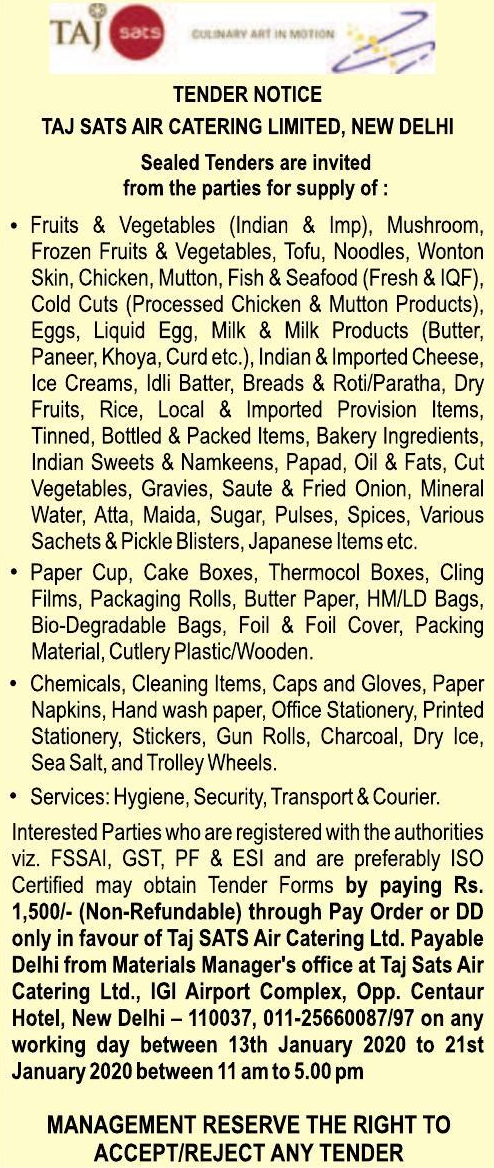 TAJ sats CULINARY ART IN MOTION
TENDER NOTICE
TAJ SATS AIR CATERING LIMITED, NEW DELHI
Sealed Tenders are invited
from the parties for supply of :
• Fruits & Vegetables (Indian & Imp), Mushroom,
Frozen Fruits & Vegetables, Tofu, Noodles, Wonton
Skin, Chicken, Mutton, Fish & Seafood (Fresh & IQF),
Cold Cuts (Processed Chicken & Mutton Products),
Eggs, Liquid Egg, Milk & Milk Products (Butter,
Paneer, Khoya, Curd etc.), Indian & Imported Cheese,
Ice Creams, Idli Batter, Breads & Roti/Paratha, Dry
Fruits, Rice, Local & Imported Provision Items,
Tinned, Bottled & Packed Items, Bakery Ingredients,
Indian Sweets & Namkeens, Papad, Oil & Fats, Cut
Vegetables, Gravies, Saute & Fried Onion, Mineral
Water, Atta, Maida, Sugar, Pulses, Spices, Various
Sachets & Pickle Blisters, Japanese Items etc.
• Paper Cup, Cake Boxes, Thermocol Boxes, Cling
Films, Packaging Rolls, Butter Paper, HM/LD Bags,
Bio-Degradable Bags, Foil & Foil Cover, Packing
Material, Cutlery Plastic/Wooden.
• Chemicals, Cleaning Items, Caps and Gloves, Paper
Napkins, Hand wash paper, Office Stationery, Printed
Stationery, Stickers, Gun Rolls, Charcoal, Dry Ice,
Sea Salt, and Trolley Wheels.
• Services: Hygiene, Security, Transport & Courier.
Interested Parties who are registered with the authorities
viz. FSSAI, GST, PF & ESI and are preferably ISO
Certified may obtain Tender Forms by paying Rs.
1,500/- (Non-Refundable) through Pay Order or DD
only in favour of Taj SATS Air Catering Ltd. Payable
Delhi from Materials Manager's office at Taj Sats Air
Catering Ltd., IGI Airport Complex, Opp. Centaur
Hotel, New Delhi – 110037, 011-25660087/97 on any
working day between 13th January 2020 to 21st
January 2020 between 11 am to 5.00 pm
MANAGEMENT RESERVE THE RIGHT TO
ACCEPT/REJECT ANY TENDER